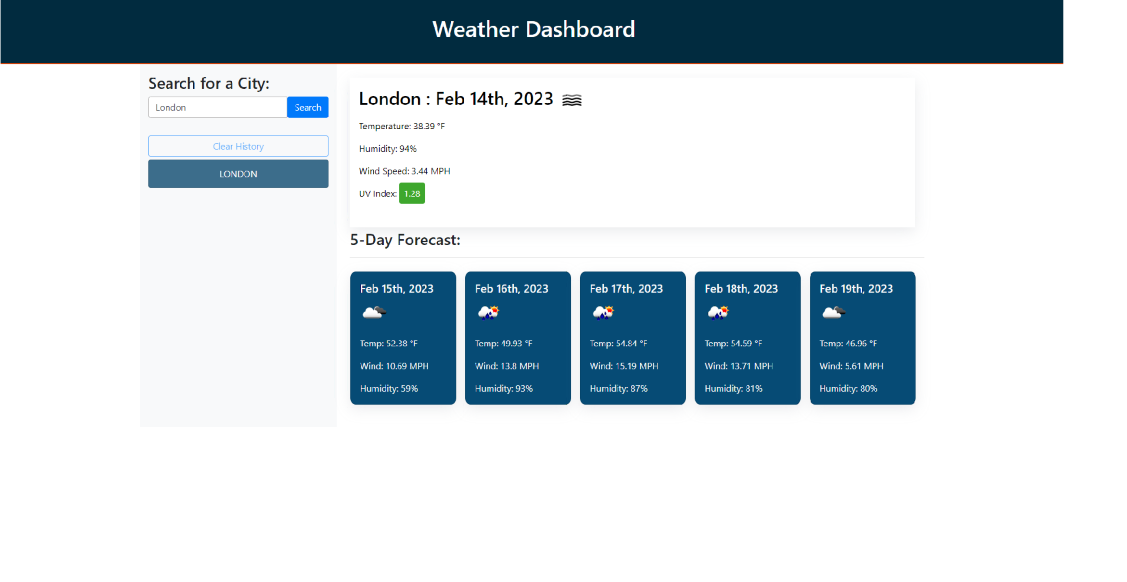 Weather Dashboard
Search for a City:
London
Search
Clear History
LONDON
London : Feb 14th, 2023
Temperature: 38.39 °F
Humidity: 94%
Wind Speed: 3.44 MPH
UV Index: 1.28
5-Day Forecast:
Feb 15th, 2023
Temp: 52.38 °F
Wind: 10.69 MPH
Humidity: 59%
Feb 16th, 2023
Temp: 49.93 °F
Wind: 13.8 MPH
Humidity: 93%
Feb 17th, 2023
Temp: 54.84 °F
Wind: 15.19 MPH
Humidity: 87%
Feb 18th, 2023
Temp: 54.59 °F
Wind: 13.71 MPH
Humidity: 81%
Feb 19th, 2023
Temp: 46.96 °F
Wind: 5.61 MPH
Humidity: 80%